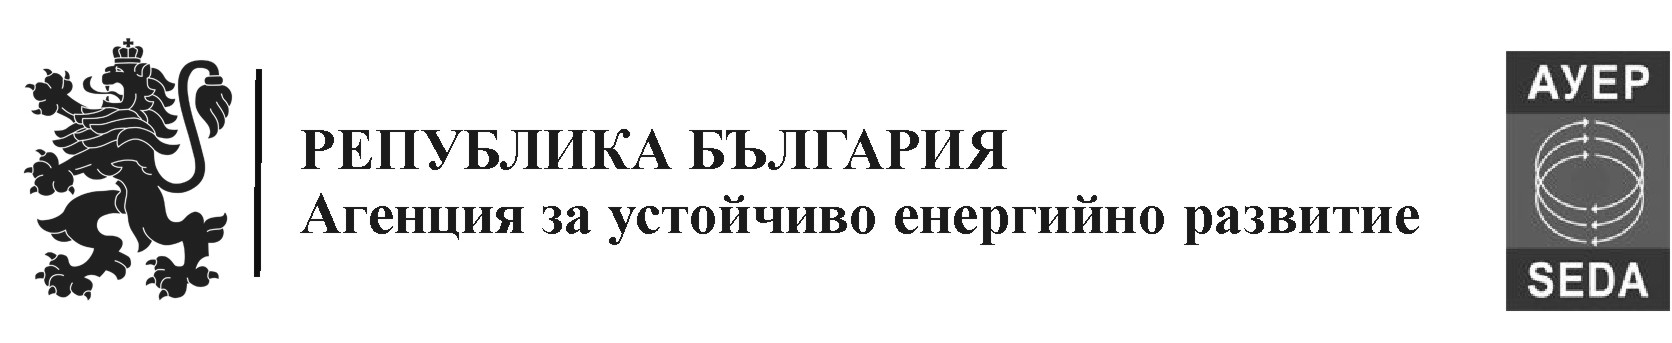 РЕПУБЛИКА БЪЛГАРИЯ
Агенция за устойчиво енергийно развитие
АУЕР
SEDA